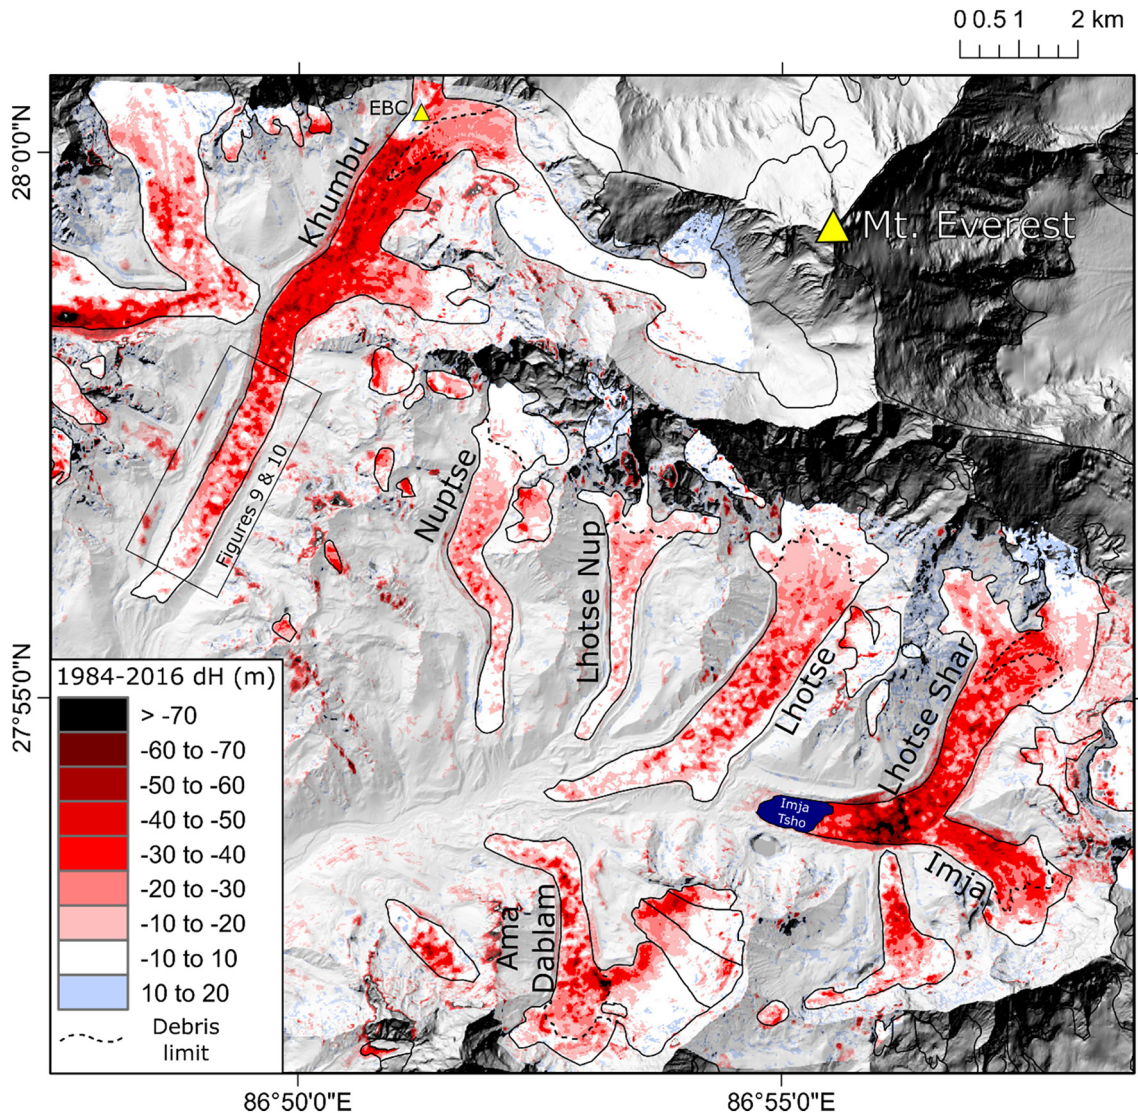 0 0.5 1 2 km
EBC
28°0'0"N
Khumbu
Mt. Everest
Figures 9 & 10
Nuptse
Lhotse Nup
Lhotse
Lhotse Shar
27°55'0"N
1984-2016 dH (m)
> -70
-60 to -70
-50 to -60
-40 to -50
-30 to -40
-20 to -30
-10 to -20
-10 to 10
10 to 20
Debris
limit
Imja
Tsho
Imja
Ama
Dablam
86°50'0"E
86°55'0"E